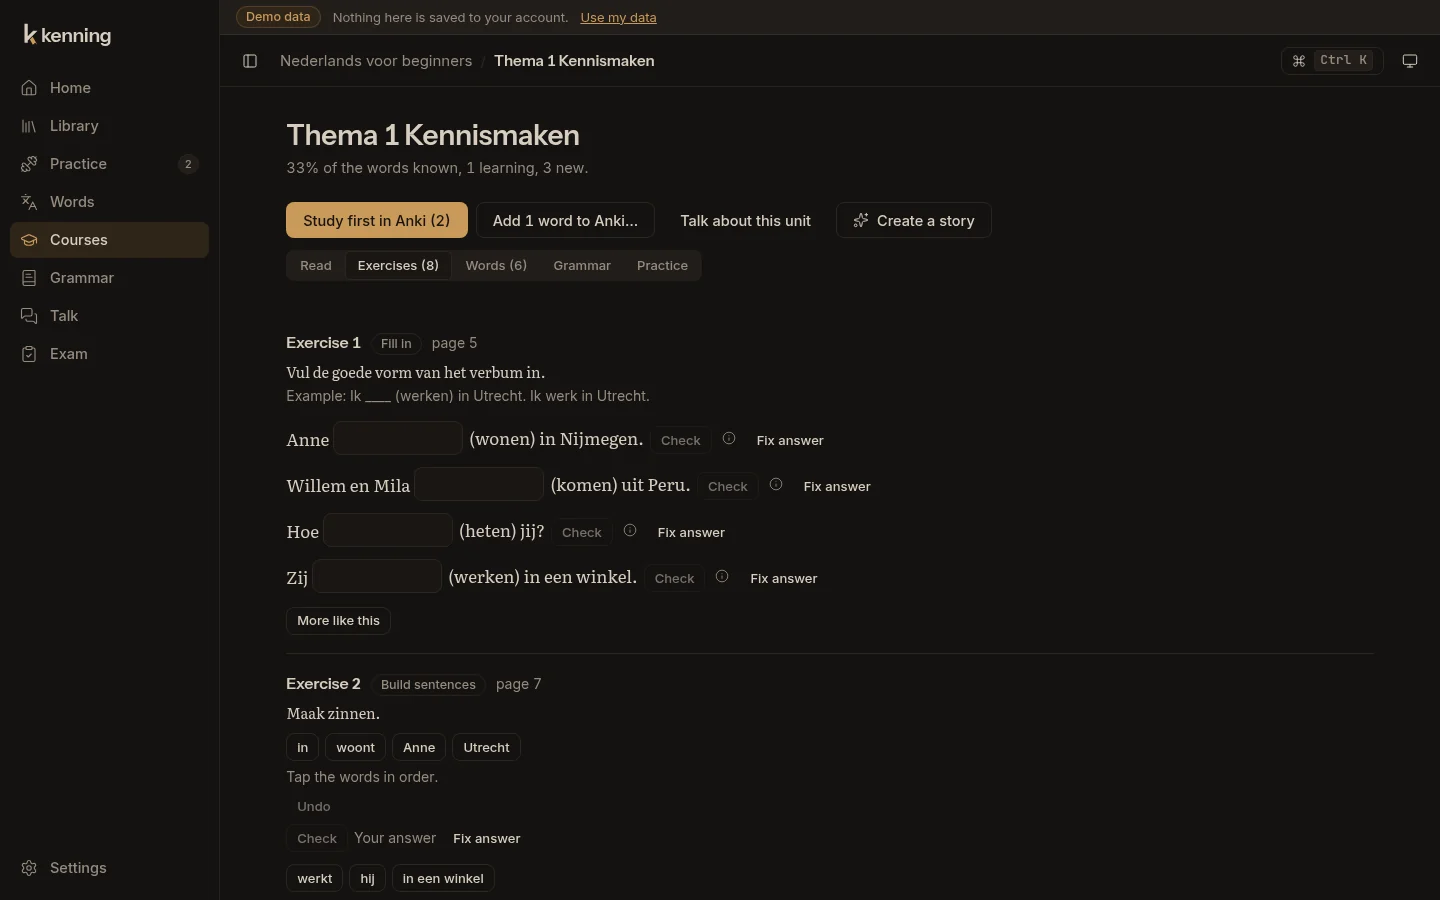 Demo data Nothing here is saved to your account. Use my data
kenning
Nederlands voor beginners / Thema 1 Kennismaken
⌘ Ctrl K
Home
Library
Practice 2
Words
Courses
Grammar
Talk
Exam
Settings
Thema 1 Kennismaken
33% of the words known, 1 learning, 3 new.
Study first in Anki (2) Add 1 word to Anki... Talk about this unit Create a story
Read Exercises (8) Words (6) Grammar Practice
Exercise 1 Fill in page 5
Vul de goede vorm van het verbum in.
Example: Ik ____ (werken) in Utrecht. Ik werk in Utrecht.
Anne (wonen) in Nijmegen. Check Fix answer
Willem en Mila (komen) uit Peru. Check Fix answer
Hoe (heten) jij? Check Fix answer
Zij (werken) in een winkel. Check Fix answer
More like this
Exercise 2 Build sentences page 7
Maak zinnen.
in woont Anne Utrecht
Tap the words in order.
Undo
Check Your answer Fix answer
werkt hij in een winkel